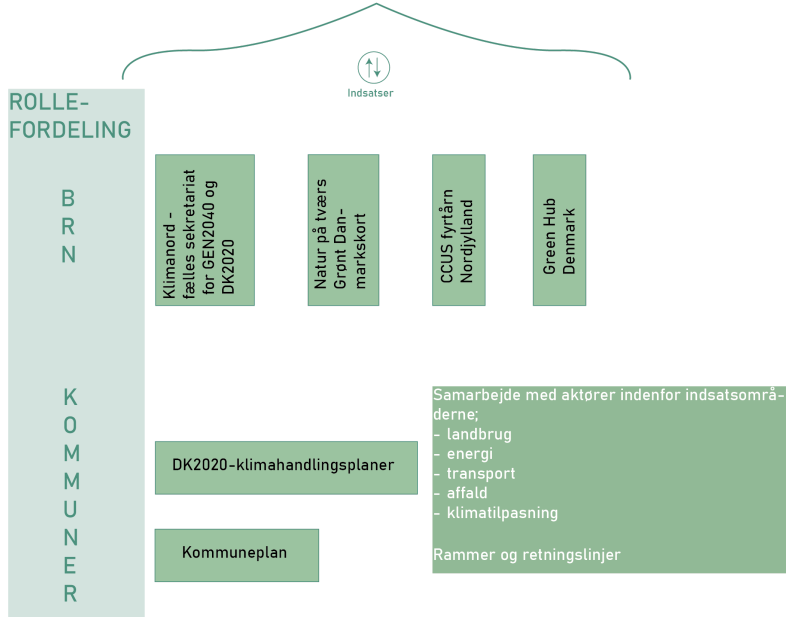 Indsatser
ROLLE-
FORDELING
B
R
N
Klimanord -
fælles sekretariat
for GEN2040 og
DK2020
Natur på tværs
Grønt Dan-
markskort
CCUS fyrtårn
Nordjylland
Green Hub
Denmark
K
O
M
M
U
N
E
R
DK2020-klimahandlingsplaner
Kommuneplan
Samarbejde med aktører indenfor indsatsområ-
derne;
- landbrug
- energi
- transport
- affald
- klimatilpasning
Rammer og retningslinjer